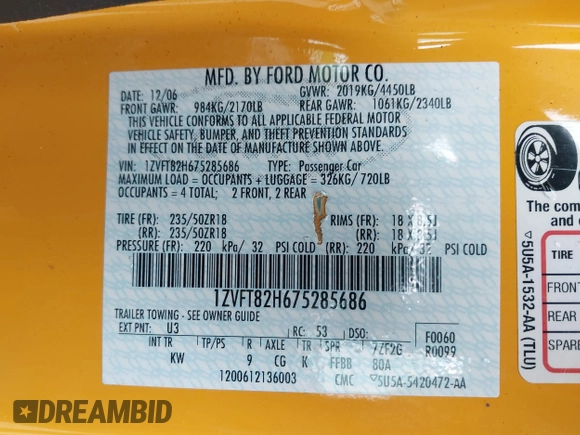 MFD. BY FORD MOTOR CO.
DATE: 12/06 GVWR: 2019KG/4450LB
FRONT GAWR: 984KG/2170LB REAR GAWR: 1061KG/2340LB
THIS VEHICLE CONFORMS TO ALL APPLICABLE FEDERAL MOTOR
VEHICLE SAFETY, BUMPER, AND THEFT PREVENTION STANDARDS
IN EFFECT ON THE DATE OF MANUFACTURE SHOWN ABOVE.
VIN: 1ZVFT82H675285686 TYPE: Passenger Car
MAXIMUM LOAD = OCCUPANTS + LUGGAGE = 326KG/720LB
OCCUPANTS = 4 TOTAL; 2 FRONT, 2 REAR
TIRE (FR): 235/50ZR18 RIMS (FR): 18 X 8.5J
(RR): 235/50ZR18 (RR): 18 X 8.5J
PRESSURE (FR): 220 kPa/ 32 PSI COLD (RR): 220 kPa/ 32 PSI COLD
1ZVFT82H675285686
TRAILER TOWING - SEE OWNER GUIDE
EXT PNT: U3 RC: 53 DSO: F0060
INT TR TP/PS R AXLE TR SPR 7ZF2G R0099
KW 9 CG K FFBB 80A
1200612136003 CMC 5U5A-5420472-AA
The com
and c
TIRE
FRONT
REAR
SPARE
5U5A-1532-AA (TLU)
DREAMBID